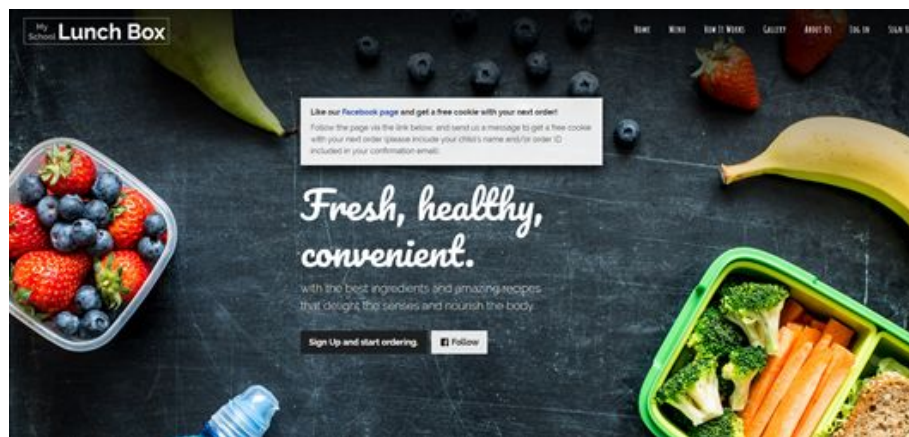 My
School Lunch Box
HOME MENU HOW IT WORKS GALLERY ABOUT US LOG IN SIGN
Like our Facebook page and get a free cookie with your next order!
Follow the page via the link below, and send us a message to get a free cookie
with your next order (please include your child's name and/or order ID
included in your confirmation email).
Fresh, healthy,
convenient.
with the best ingredients and amazing recipes
that delight the senses and nourish the body.
Sign Up and start ordering. Follow